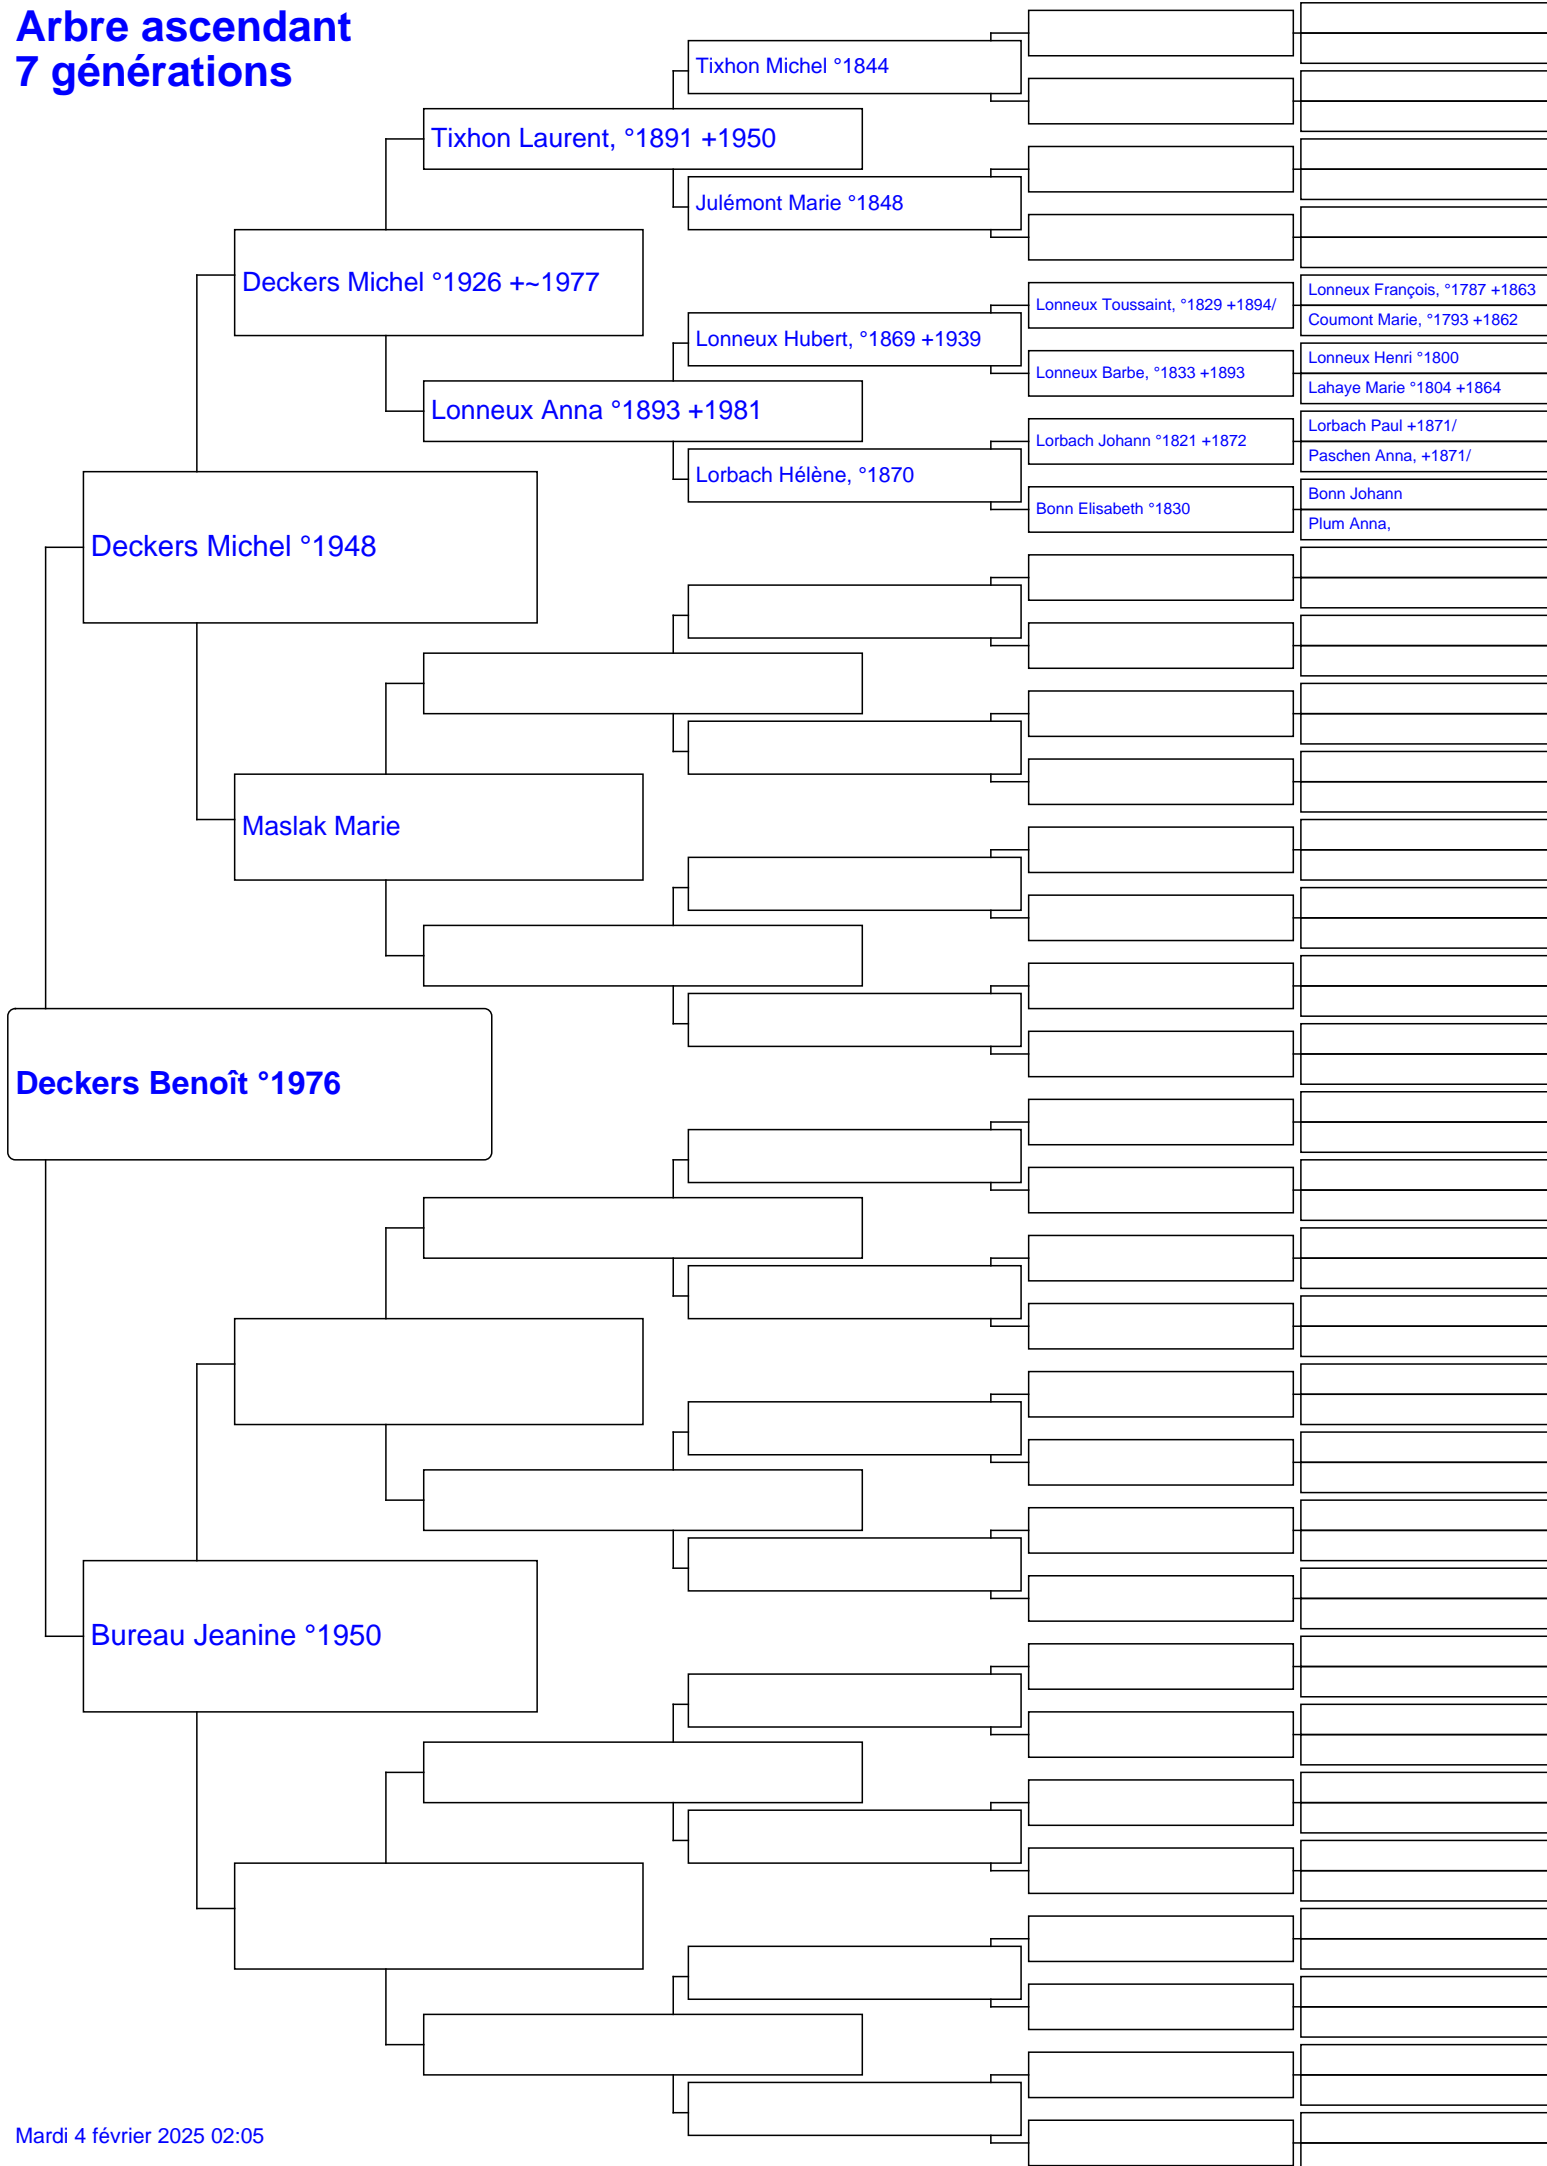 Arbre ascendant
7 générations
Tixhon Michel °1844
Tixhon Laurent, °1891 +1950
Julémont Marie °1848
Deckers Michel °1926 +~1977
Lonneux François, °1787 +1863
Lonneux Toussaint, °1829 +1894/
Coumont Marie, °1793 +1862
Lonneux Hubert, °1869 +1939
Lonneux Henri °1800
Lonneux Barbe, °1833 +1893
Lahaye Marie °1804 +1864
Lonneux Anna °1893 +1981
Lorbach Paul +1871/
Lorbach Johann °1821 +1872
Paschen Anna, +1871/
Lorbach Hélène, °1870
Bonn Johann
Bonn Elisabeth °1830
Plum Anna,
Deckers Michel °1948
Maslak Marie
Deckers Benoît °1976
Bureau Jeanine °1950
Mardi 4 février 2025 02:05